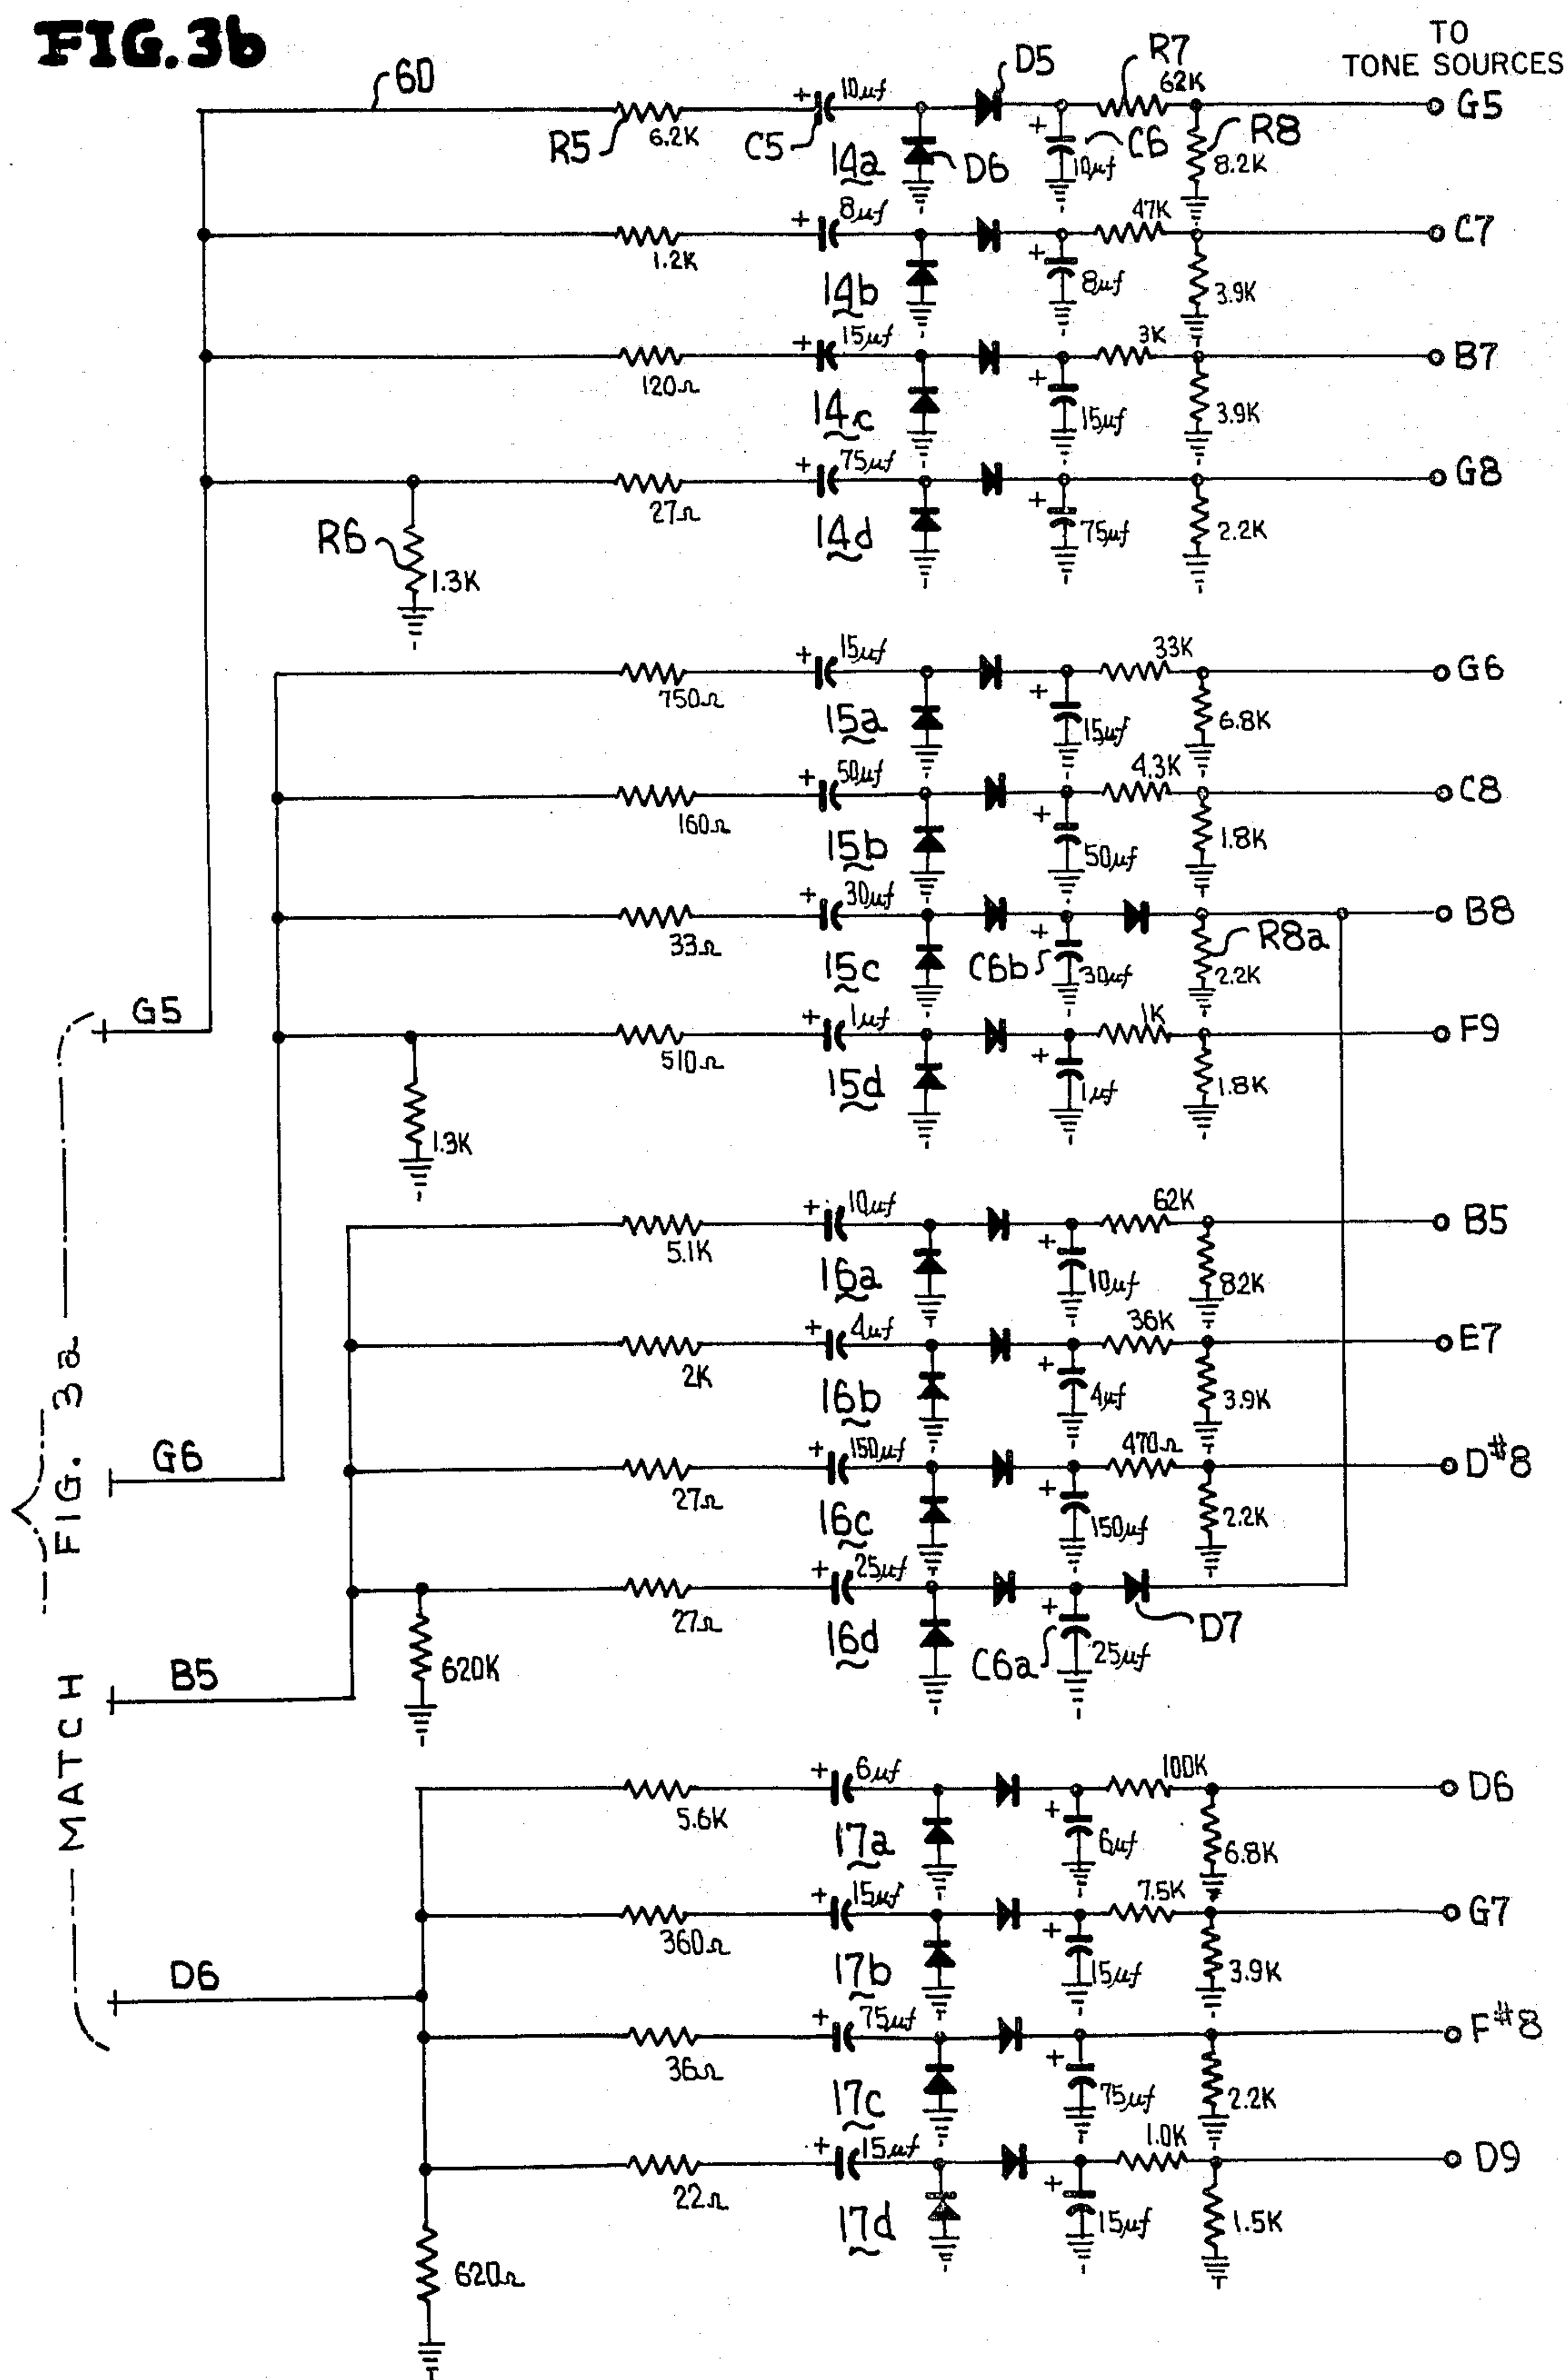 FIG.3b
TO
TONE SOURCES
60
R5
6.2K
C5
+
10µf
14a
D6
D5
+
10µf
C6
R7
62K
R8
8.2K
G5
1.2K
+
8µf
14b
+
8µf
47K
3.9K
C7
120Ω
+
15µf
14c
+
15µf
3K
3.9K
B7
R6
1.3K
27Ω
+
75µf
14d
+
75µf
2.2K
G8
750Ω
+
15µf
15a
+
15µf
33K
6.8K
G6
160Ω
+
50µf
15b
+
50µf
4.3K
1.8K
C8
33Ω
+
30µf
15c
C6b
+
30µf
R8a
2.2K
B8
G5
1.3K
510Ω
+
1µf
15d
+
1µf
1K
1.8K
F9
5.1K
+
10µf
16a
+
10µf
62K
82K
B5
2K
+
4µf
16b
+
4µf
36K
3.9K
E7
G6
27Ω
+
150µf
16c
+
150µf
470Ω
2.2K
D#8
B5
620K
27Ω
+
25µf
16d
C6a
+
25µf
D7
MATCH FIG. 3a
5.6K
+
6µf
17a
+
6µf
100K
6.8K
D6
360Ω
+
15µf
17b
+
15µf
7.5K
3.9K
G7
D6
36Ω
+
75µf
17c
+
75µf
2.2K
F#8
620Ω
22Ω
+
15µf
17d
+
15µf
1.0K
1.5K
D9